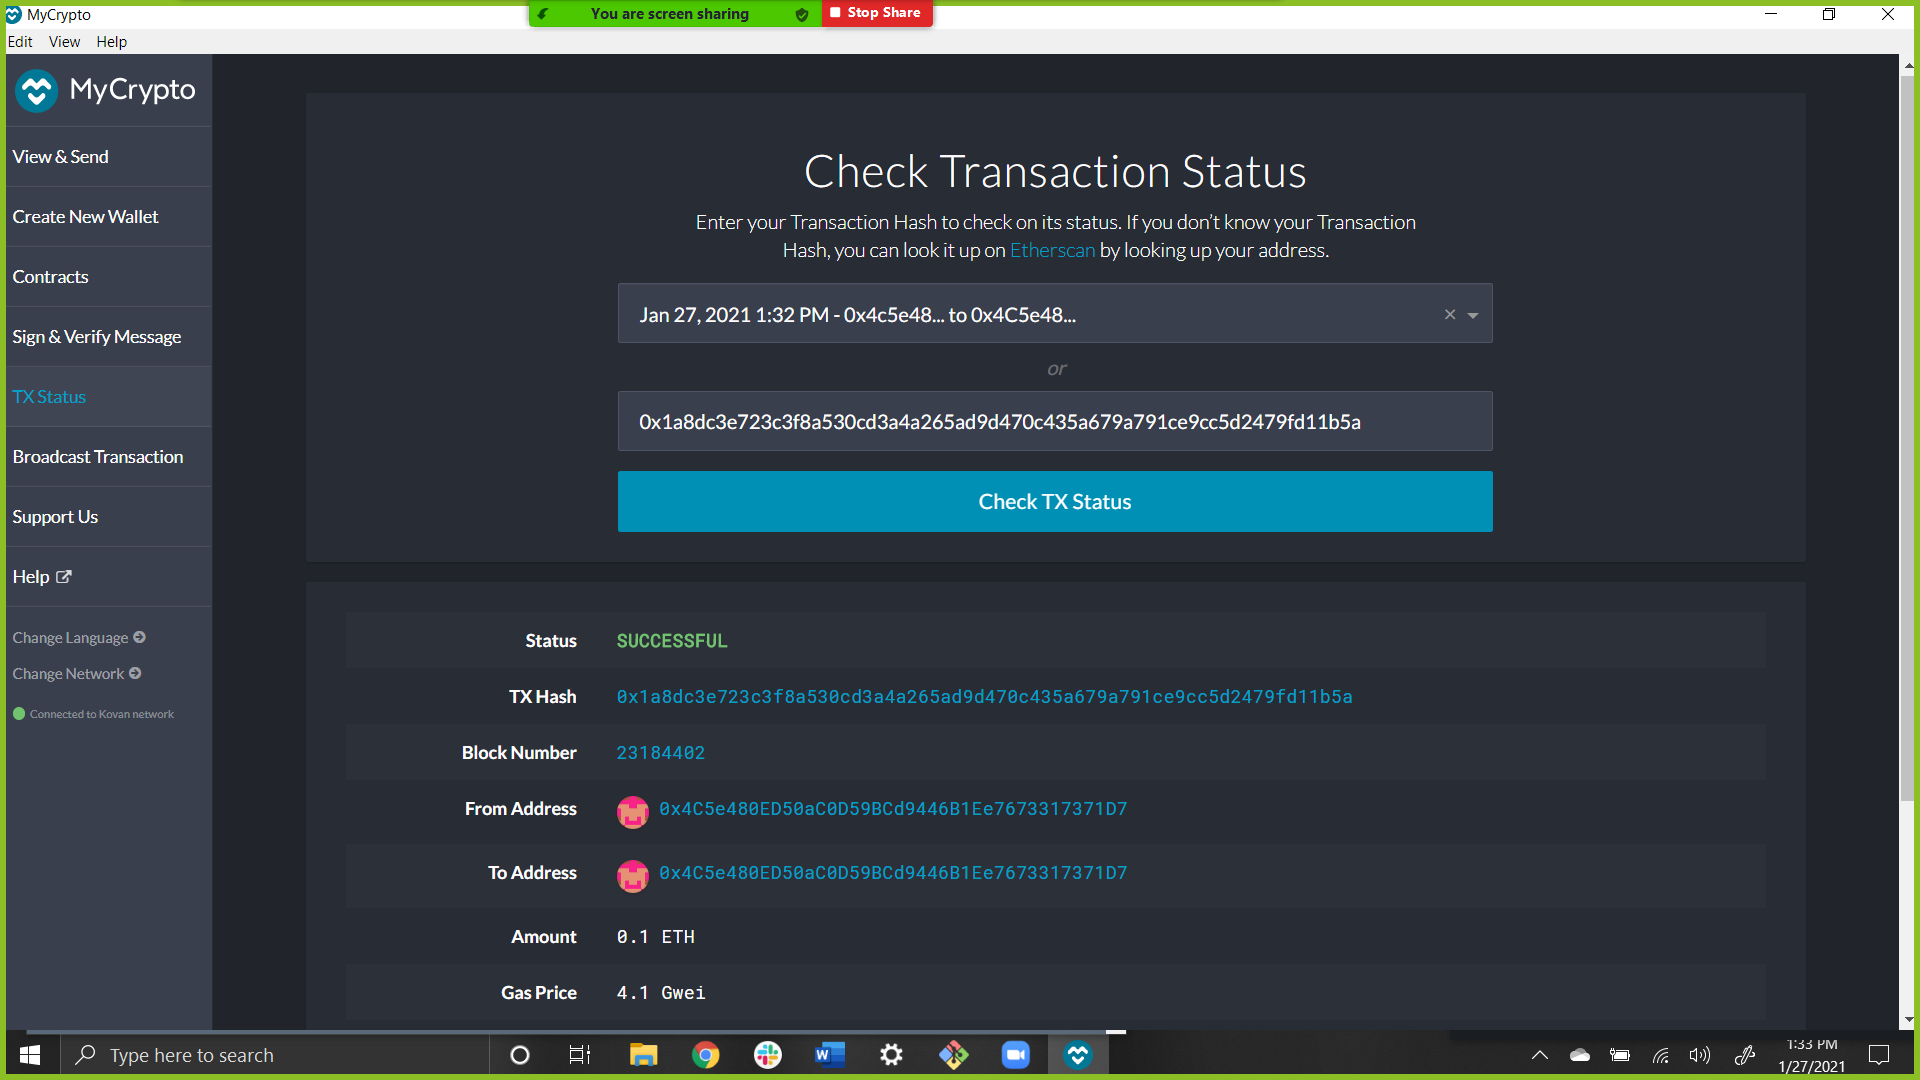 MyCrypto
You are screen sharing
Stop Share
Edit View Help
MyCrypto
View & Send
Create New Wallet
Contracts
Sign & Verify Message
TX Status
Broadcast Transaction
Support Us
Help
Change Language
Change Network
Connected to Kovan network
Check Transaction Status
Enter your Transaction Hash to check on its status. If you don’t know your Transaction
Hash, you can look it up on Etherscan by looking up your address.
Jan 27, 2021 1:32 PM - 0x4c5e48... to 0x4C5e48...
or
0x1a8dc3e723c3f8a530cd3a4a265ad9d470c435a679a791ce9cc5d2479fd11b5a
Check TX Status
Status SUCCESSFUL
TX Hash 0x1a8dc3e723c3f8a530cd3a4a265ad9d470c435a679a791ce9cc5d2479fd11b5a
Block Number 23184402
From Address 0x4C5e480ED50aC0D59BCd9446B1Ee7673317371D7
To Address 0x4C5e480ED50aC0D59BCd9446B1Ee7673317371D7
Amount 0.1 ETH
Gas Price 4.1 Gwei
Type here to search
1:33 PM
1/27/2021